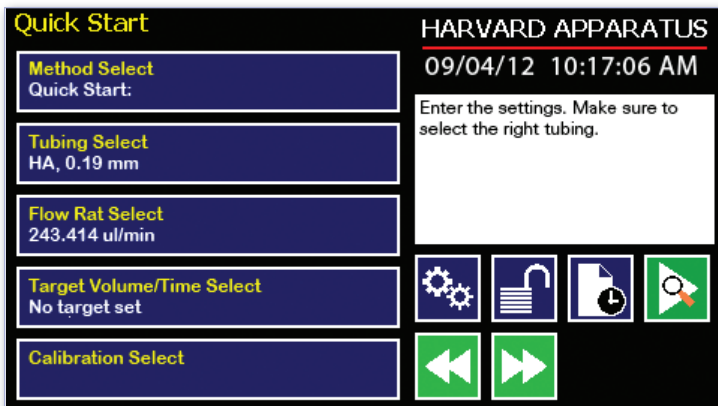 Quick Start
Method Select
Quick Start:
Tubing Select
HA, 0.19 mm
Flow Rat Select
243.414 ul/min
Target Volume/Time Select
No target set
Calibration Select
HARVARD APPARATUS
09/04/12 10:17:06 AM
Enter the settings. Make sure to
select the right tubing.